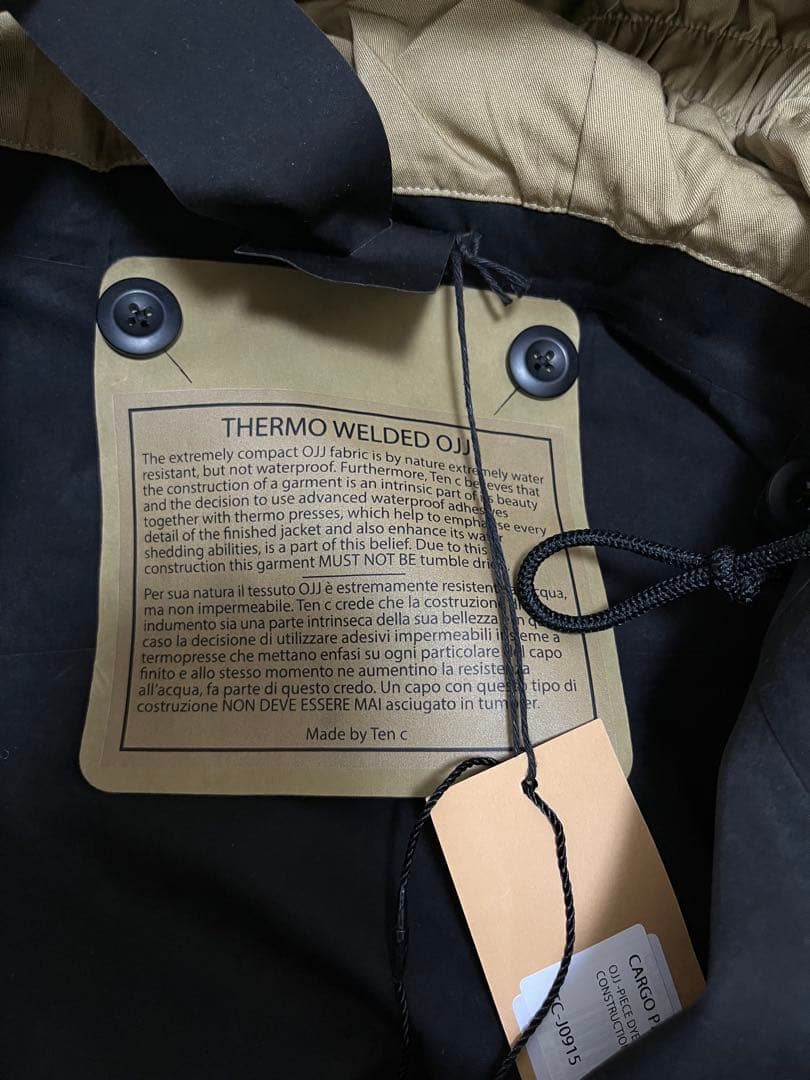 THERMO WELDED OJJ
The extremely compact OJJ fabric is by nature extremely water
resistant, but not waterproof. Furthermore, Ten c believes that
the construction of a garment is an intrinsic part of its beauty
and the decision to use advanced waterproof adhesives
together with thermo presses, which help to emphasise every
detail of the finished jacket and also enhance its water
shedding abilities, is a part of this belief. Due to this
construction this garment MUST NOT BE tumble dried
Per sua natura il tessuto OJJ è estremamente resistente all'acqua,
ma non impermeabile. Ten c crede che la costruzione
indumento sia una parte intrinseca della sua bellezza
caso la decisione di utilizzare adesivi impermeabili insieme a
termopresse che mettano enfasi su ogni particolare del capo
finito e allo stesso momento ne aumentino la resistenza
all'acqua, fa parte di questo credo. Un capo con questo tipo di
costruzione NON DEVE ESSERE MAI asciugato in tumbler.
Made by Ten c
CARGO P
OJJ -PIECE DYE
CONSTRUCTIO
TC-J0915